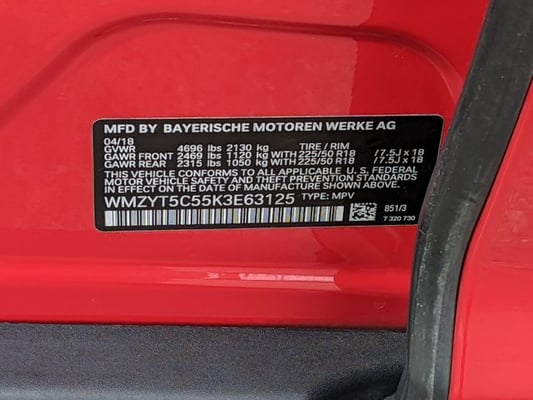 MFD BY BAYERISCHE MOTOREN WERKE AG
04/18
GVWR 4696 lbs 2130 kg TIRE / RIM
GAWR FRONT 2469 lbs 1120 kg WITH 225/50 R18 /7.5J x 18
GAWR REAR 2315 lbs 1050 kg WITH 225/50 R18 /7.5J x 18
THIS VEHICLE CONFORMS TO ALL APPLICABLE U. S. FEDERAL
MOTOR VEHICLE SAFETY AND THEFT PREVENTION STANDARDS
IN EFFECT ON THE DATE OF MANUFACTURE SHOWN ABOVE.
WMZYT5C55K3E63125 TYPE: MPV
851/3
7 320 730